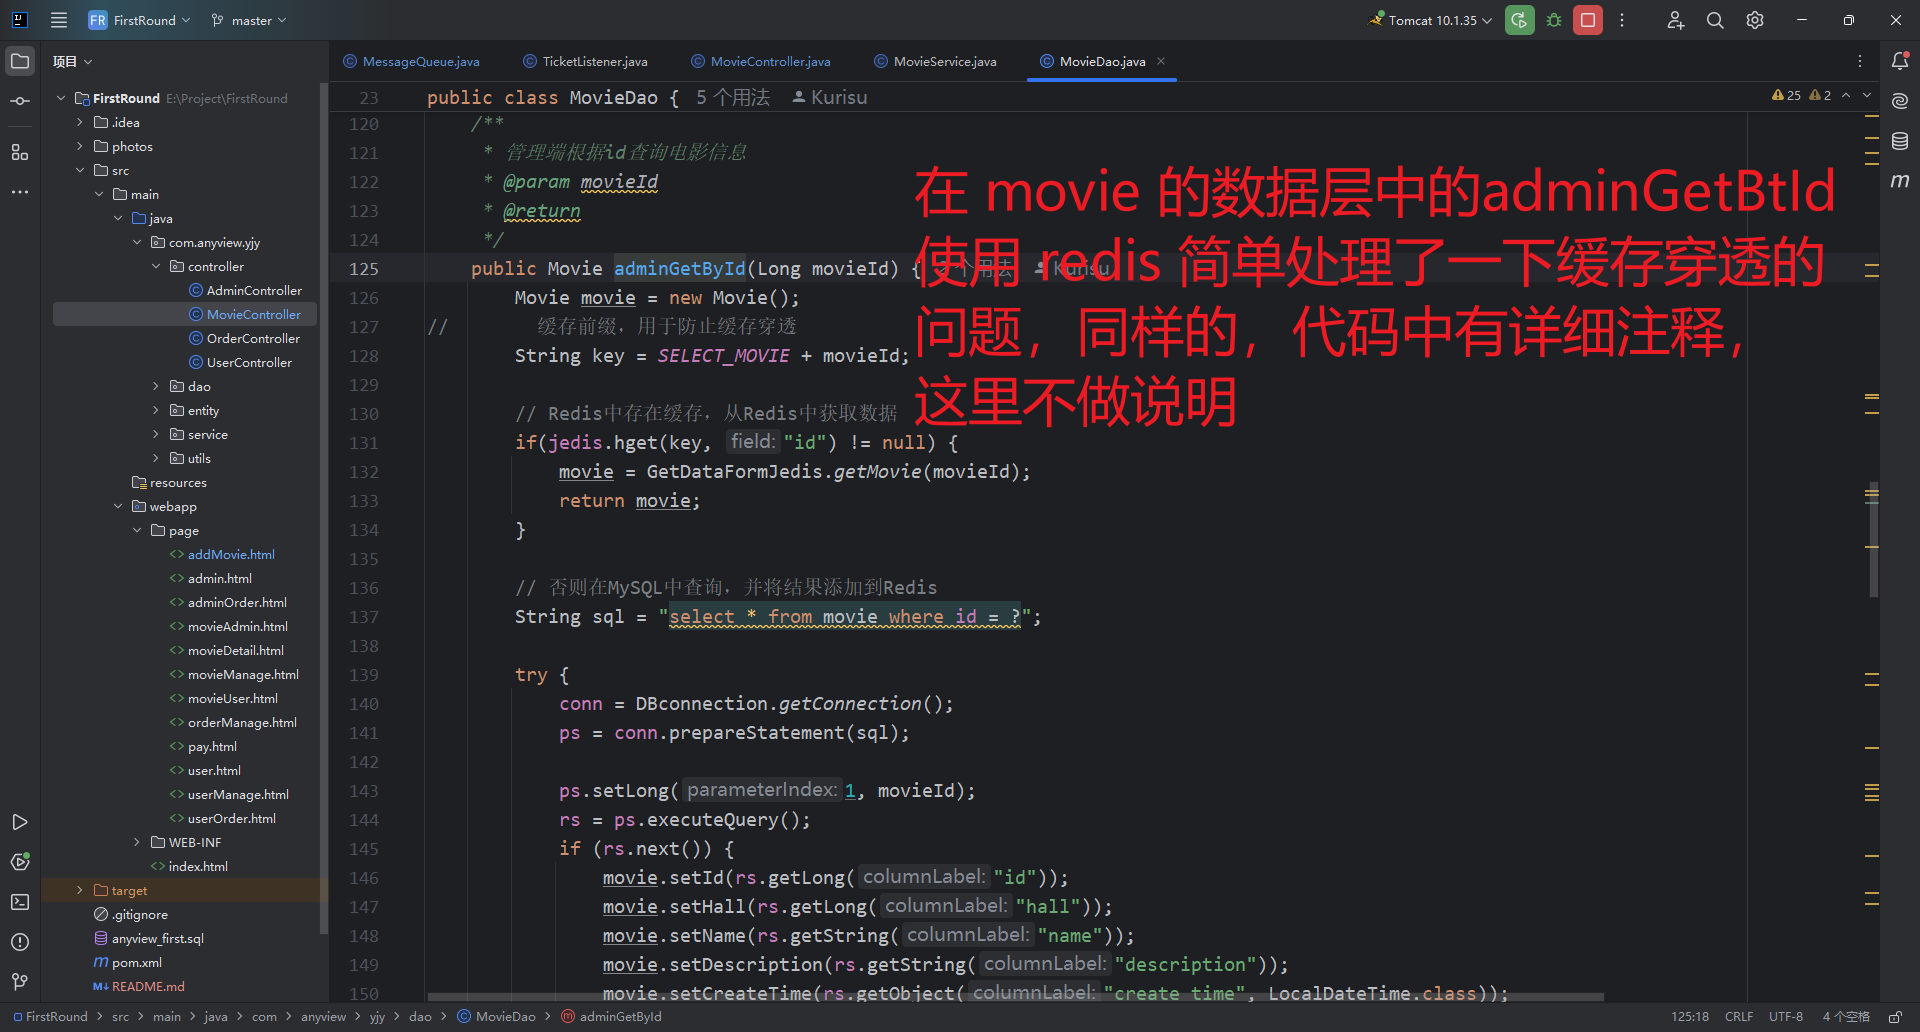 FR FirstRound master Tomcat 10.1.35
项目
FirstRound E:\Project\FirstRound
.idea
photos
src
main
java
com.anyview.yjy
controller
AdminController
MovieController
OrderController
UserController
dao
entity
service
utils
resources
webapp
page
addMovie.html
admin.html
adminOrder.html
movieAdmin.html
movieDetail.html
movieManage.html
movieUser.html
orderManage.html
pay.html
user.html
userManage.html
userOrder.html
WEB-INF
index.html
target
.gitignore
anyview_first.sql
pom.xml
README.md
MessageQueue.java TicketListener.java MovieController.java MovieService.java MovieDao.java
23 public class MovieDao { 5 个用法 Kurisu
25 2
120 /**
121 * 管理端根据id查询电影信息
122 * @param movieId
123 * @return
124 */
125 public Movie adminGetById(Long movieId) { 2 个用法 Kurisu
126 Movie movie = new Movie();
127 // 缓存前缀，用于防止缓存穿透
128 String key = SELECT_MOVIE + movieId;
129
130 // Redis中存在缓存，从Redis中获取数据
131 if(jedis.hget(key, field: "id") != null) {
132 movie = GetDataFormJedis.getMovie(movieId);
133 return movie;
134 }
135
136 // 否则在MySQL中查询，并将结果添加到Redis
137 String sql = "select * from movie where id = ?";
138
139 try {
140 conn = DBconnection.getConnection();
141 ps = conn.prepareStatement(sql);
142
143 ps.setLong( parameterIndex: 1, movieId);
144 rs = ps.executeQuery();
145 if (rs.next()) {
146 movie.setId(rs.getLong( columnLabel: "id"));
147 movie.setHall(rs.getLong( columnLabel: "hall"));
148 movie.setName(rs.getString( columnLabel: "name"));
149 movie.setDescription(rs.getString( columnLabel: "description"));
150 movie.setCreateTime(rs.getObject( columnLabel: "create_time", LocalDateTime.class));
在 movie 的数据层中的adminGetBtId
使用 redis 简单处理了一下缓存穿透的
问题，同样的，代码中有详细注释，
这里不做说明
FirstRound > src > main > java > com > anyview > yjy > dao > MovieDao > adminGetById
125:18 CRLF UTF-8 4 个空格